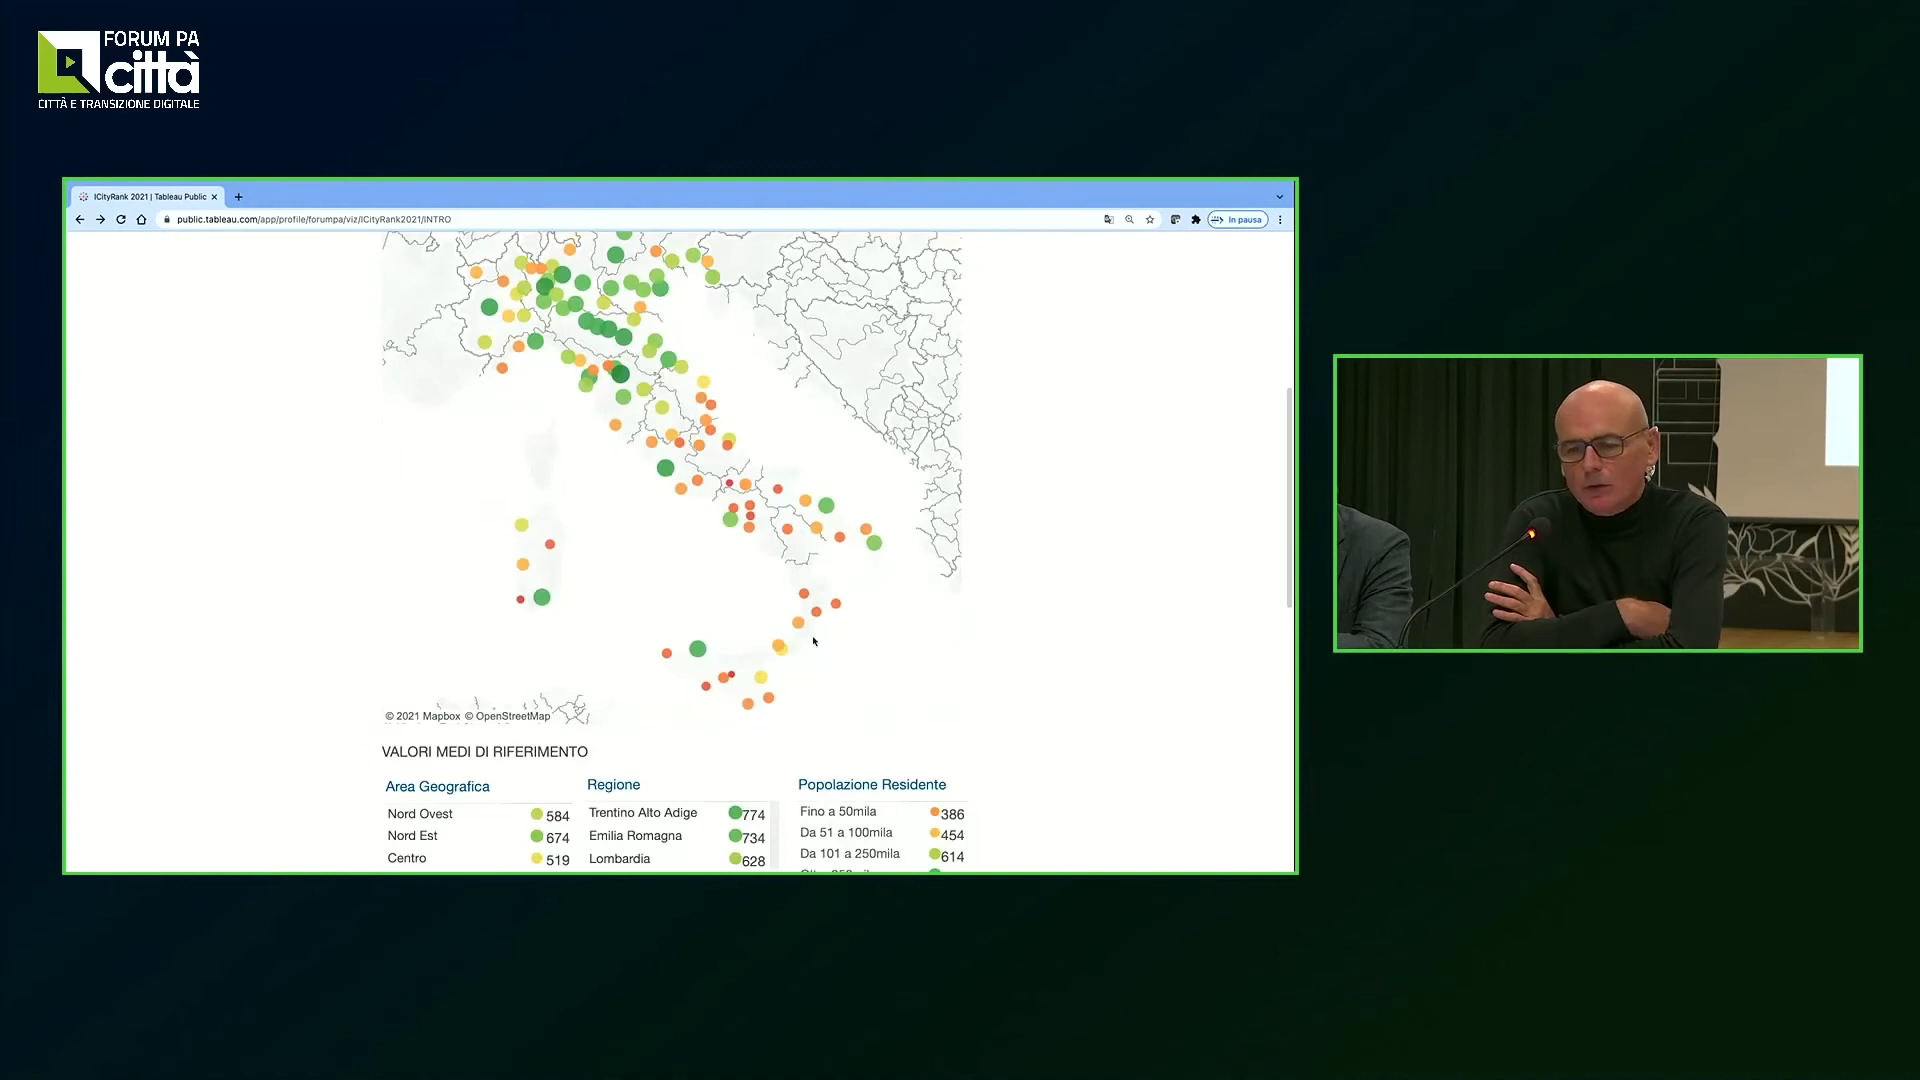 FORUM PA
città
CITTÀ E TRANSIZIONE DIGITALE
ICityRank 2021 | Tableau Public
public.tableau.com/app/profile/forumpa/viz/ICityRank2021/INTRO
In pausa
© 2021 Mapbox © OpenStreetMap
VALORI MEDI DI RIFERIMENTO
Area Geografica
Nord Ovest 584
Nord Est 674
Centro 519
Regione
Trentino Alto Adige 774
Emilia Romagna 734
Lombardia 628
Popolazione Residente
Fino a 50mila 386
Da 51 a 100mila 454
Da 101 a 250mila 614